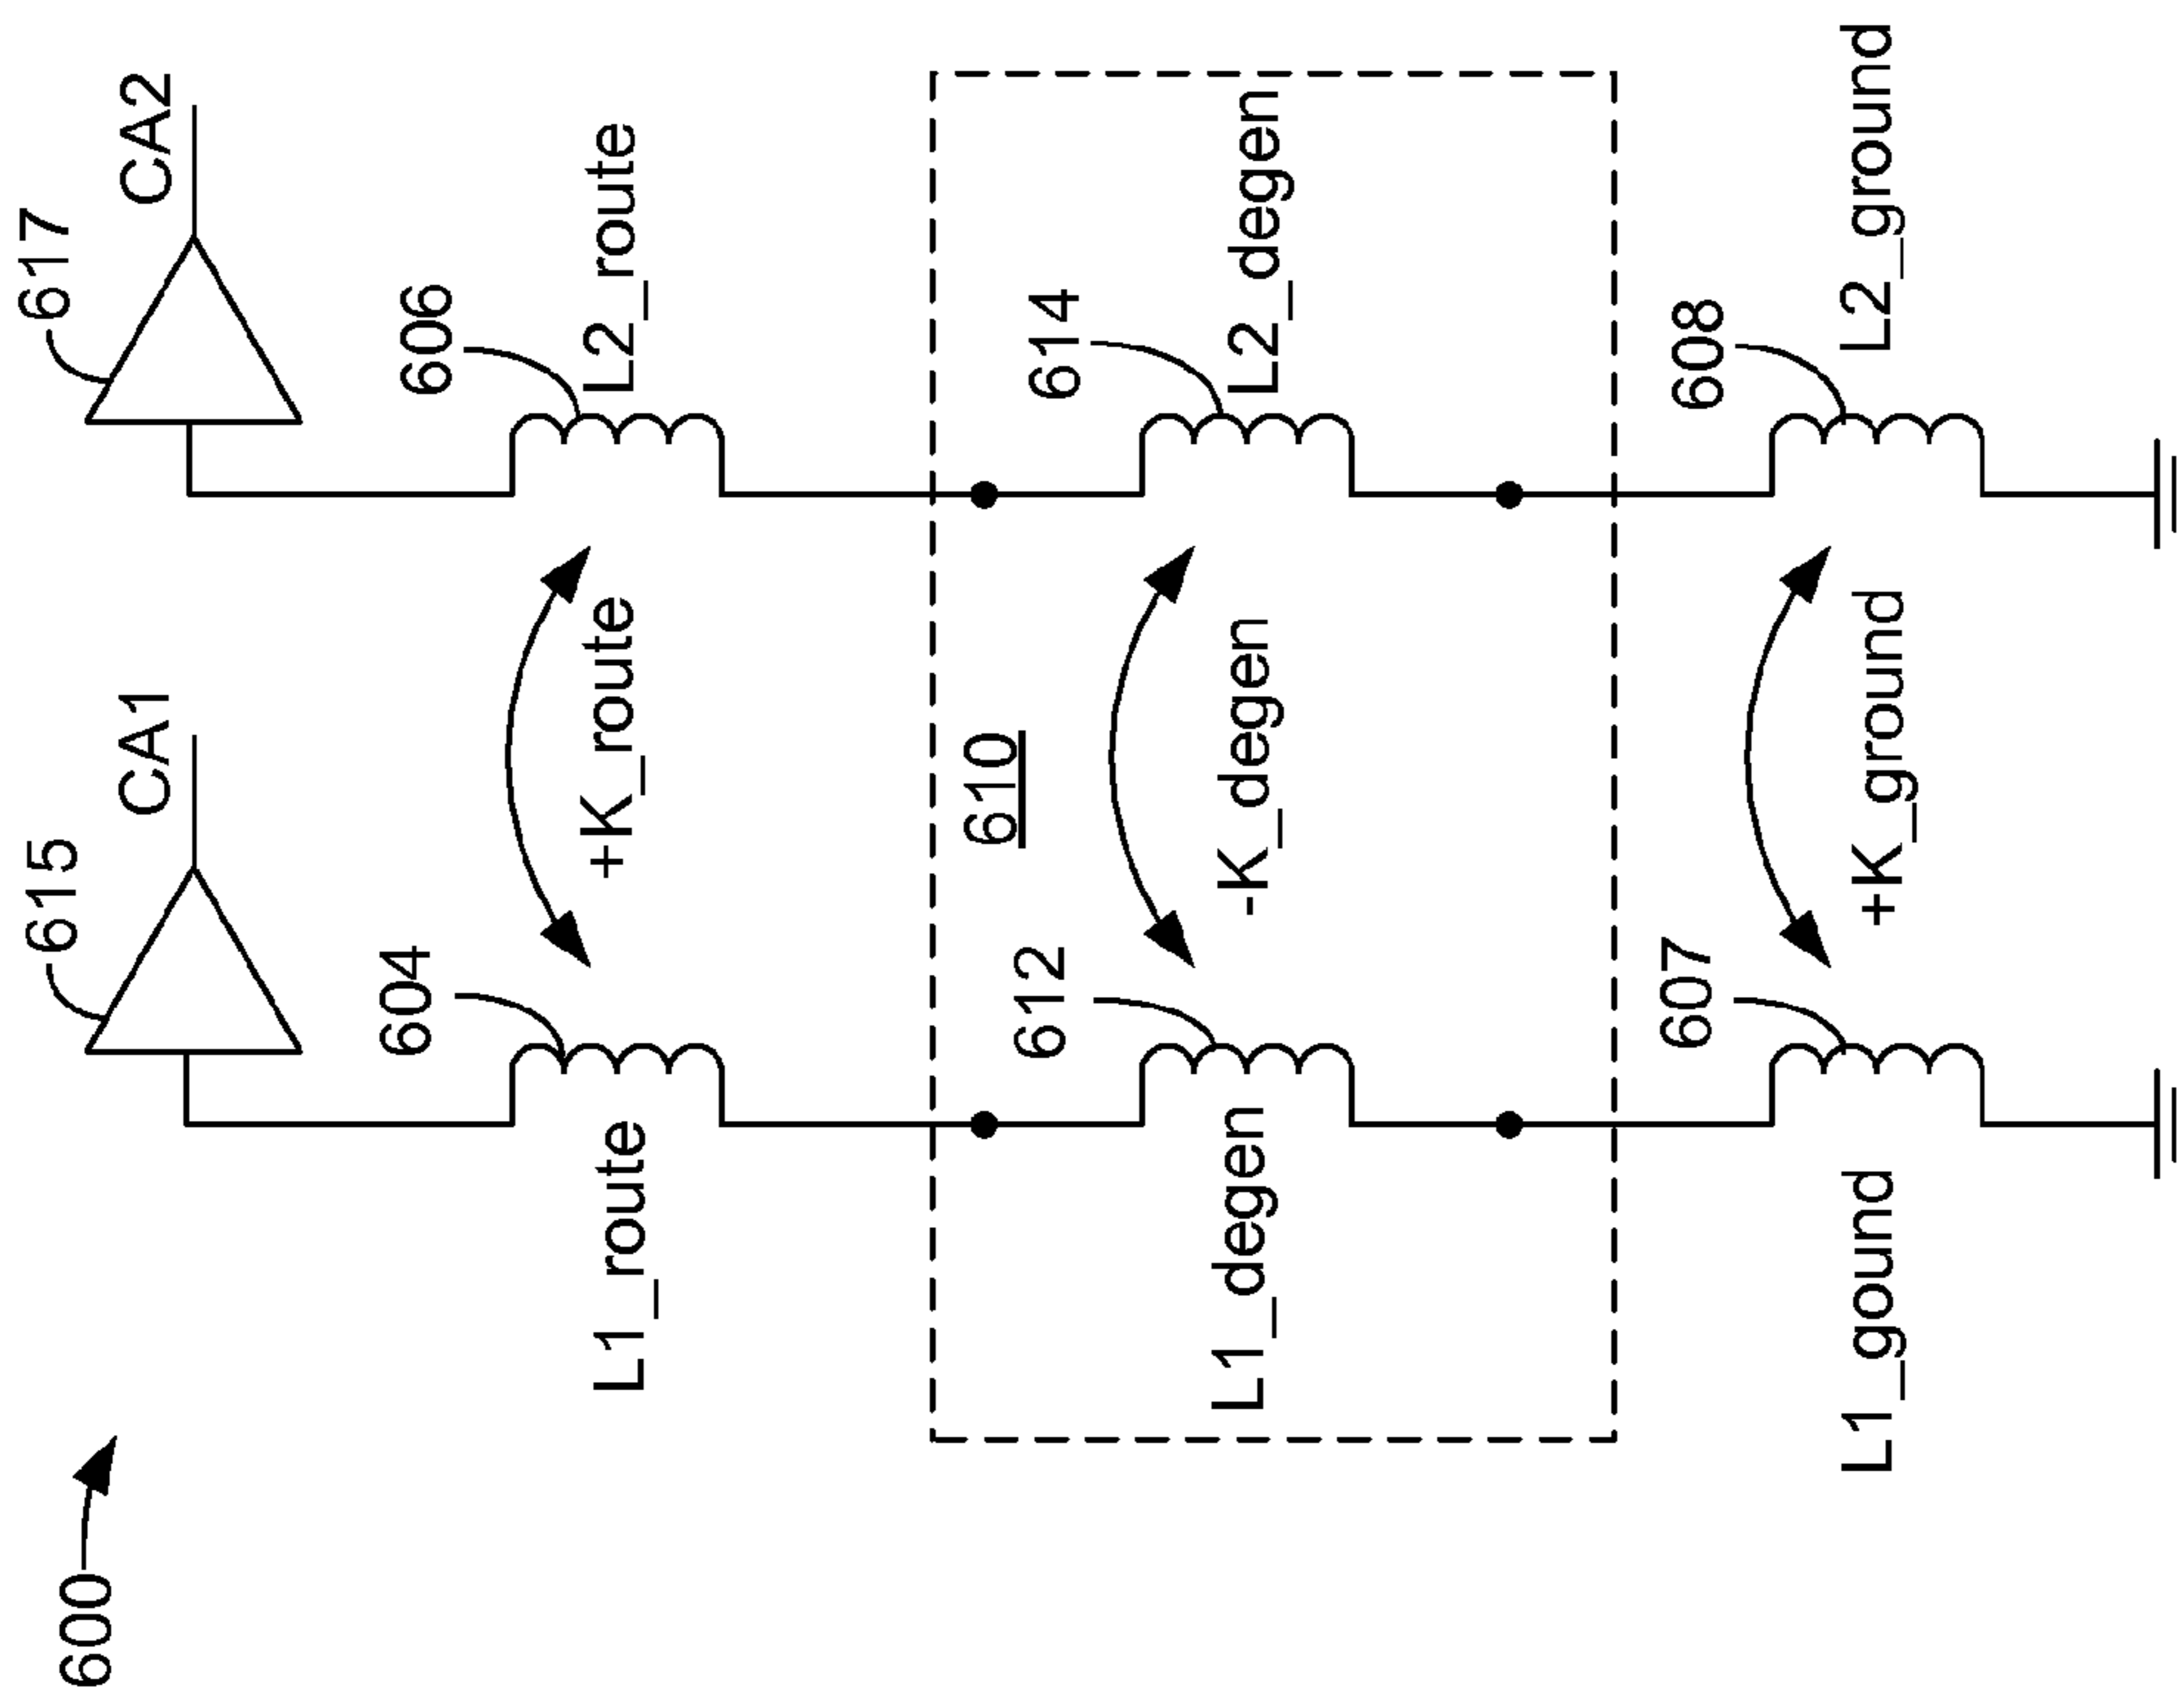 600
615
CA1
617
CA2
604
L1_route
+K_route
606
L2_route
610
612
L1_degen
-K_degen
614
L2_degen
607
L1_gound
+K_ground
608
L2_ground